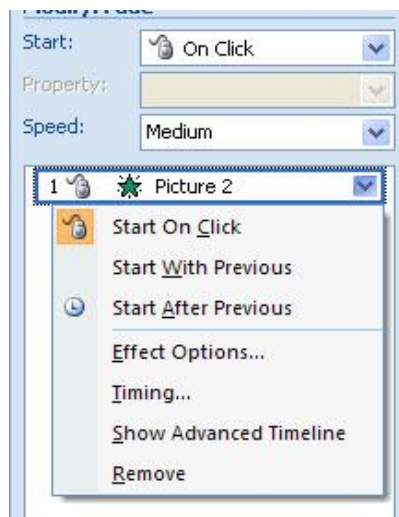 Start: On Click
Property:
Speed: Medium
1 Picture 2
Start On Click
Start With Previous
Start After Previous
Effect Options...
Timing...
Show Advanced Timeline
Remove